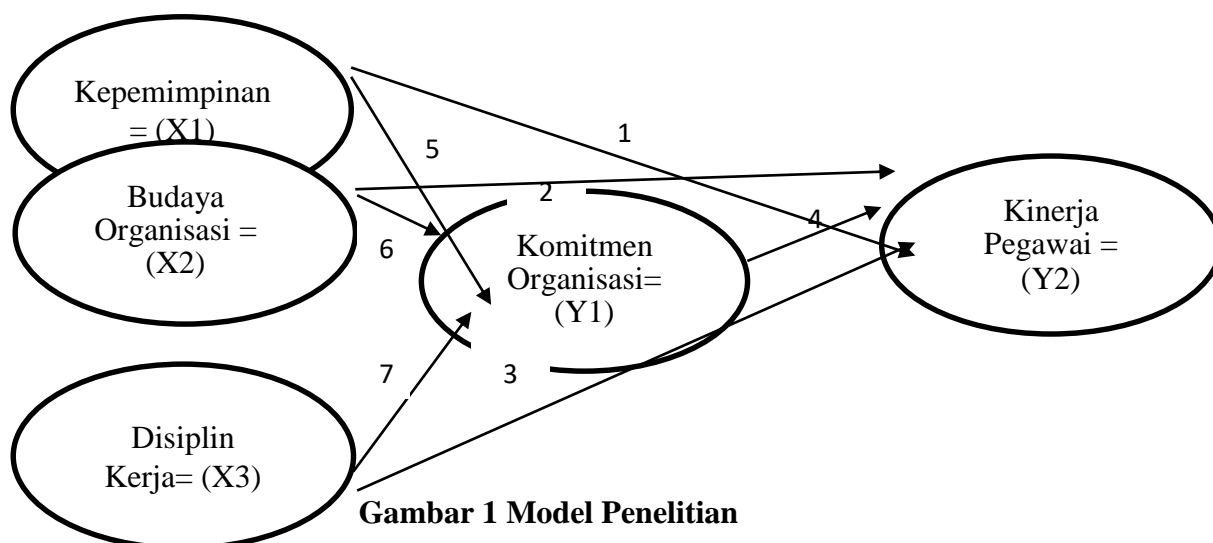 Kepemimpinan
= (X1)
Budaya
Organisasi =
(X2)
Disiplin
Kerja= (X3)
5
1
2
6
4
7
3
Komitmen
Organisasi=
(Y1)
Kinerja
Pegawai =
(Y2)
Gambar 1 Model Penelitian